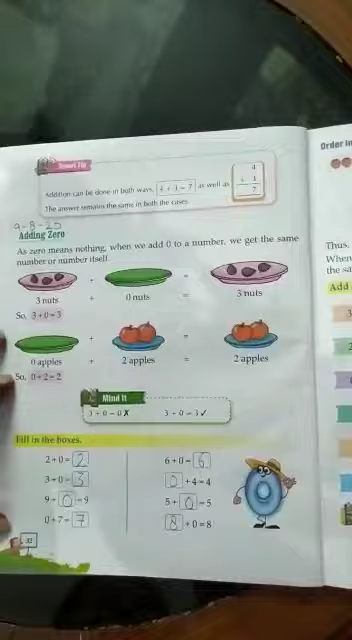 Smart Tip
Addition can be done in both ways, 4 + 3 = 7 as well as
4
+ 3
7
The answer remains the same in both the cases.
9-8-25
Adding Zero
As zero means nothing, when we add 0 to a number, we get the same
number or number itself.
+ =
3 nuts + 0 nuts = 3 nuts
So, 3+0=3
+ =
0 apples + 2 apples = 2 apples
So, 0+2=2
Mind It
3 + 0 = 0 ✗ 3 + 0 = 3 ✓
Fill in the boxes.
2+0= 2 6+0= 6
3+0= 3 0 +4=4
9+ 0 =9 5+ 0 =5
0+7= 7 8 +0=8
32
Order in
Thus,
When
the sa
Add
3
2